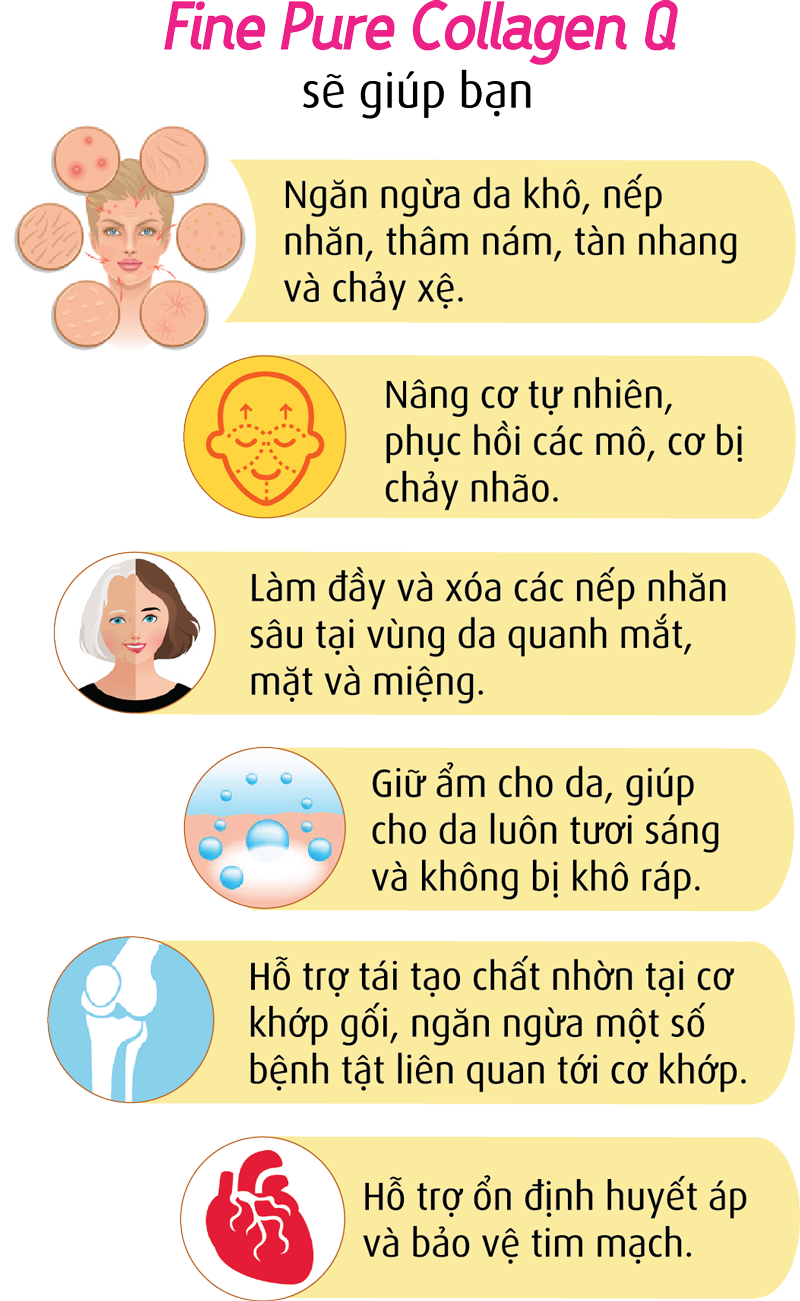 Fine Pure Collagen Q
sẽ giúp bạn
Ngăn ngừa da khô, nếp
nhăn, thâm nám, tàn nhang
và chảy xệ.
Nâng cơ tự nhiên,
phục hồi các mô, cơ bị
chảy nhão.
Làm đầy và xóa các nếp nhăn
sâu tại vùng da quanh mắt,
mặt và miệng.
Giữ ẩm cho da, giúp
cho da luôn tươi sáng
và không bị khô ráp.
Hỗ trợ tái tạo chất nhờn tại cơ
khớp gối, ngăn ngừa một số
bệnh tật liên quan tới cơ khớp.
Hỗ trợ ổn định huyết áp
và bảo vệ tim mạch.